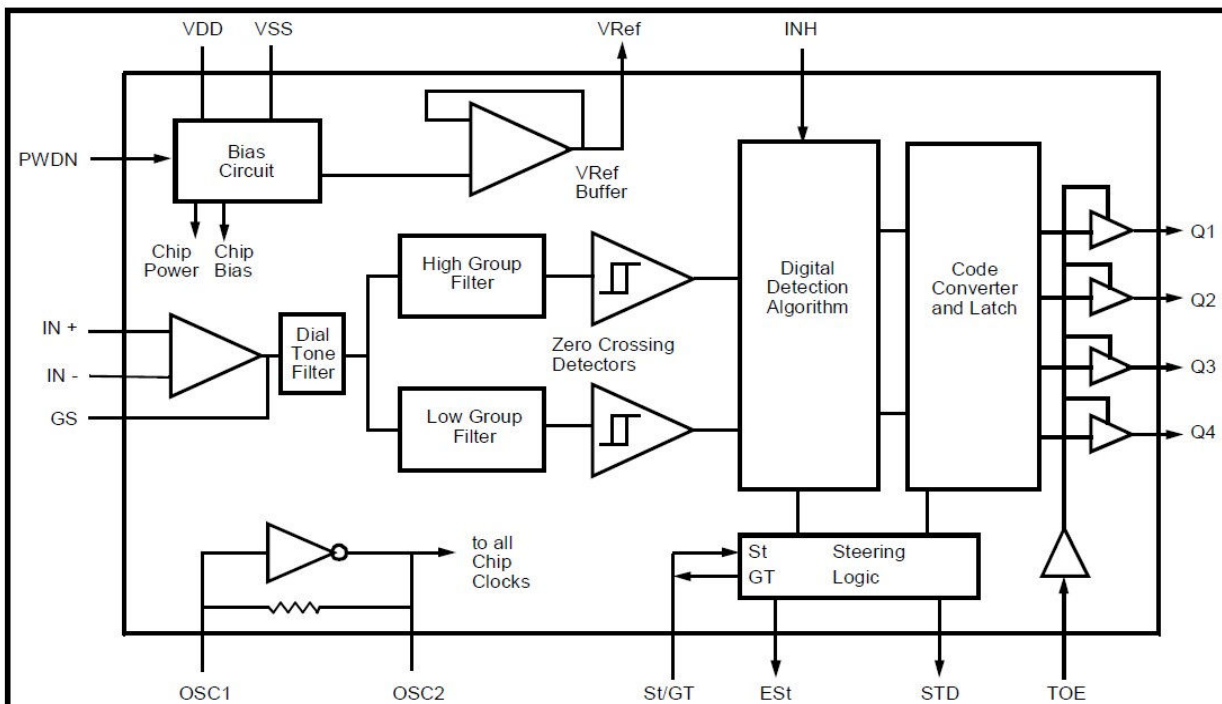 VDD
VSS
VRef
INH
PWDN
Bias
Circuit
VRef
Buffer
Chip
Power
Chip
Bias
High Group
Filter
Digital
Detection
Algorithm
Code
Converter
and Latch
Q1
Q2
Q3
Q4
IN +
IN -
GS
Dial
Tone
Filter
Zero Crossing
Detectors
Low Group
Filter
to all
Chip
Clocks
St
GT
Steering
Logic
OSC1
OSC2
St/GT
ESt
STD
TOE